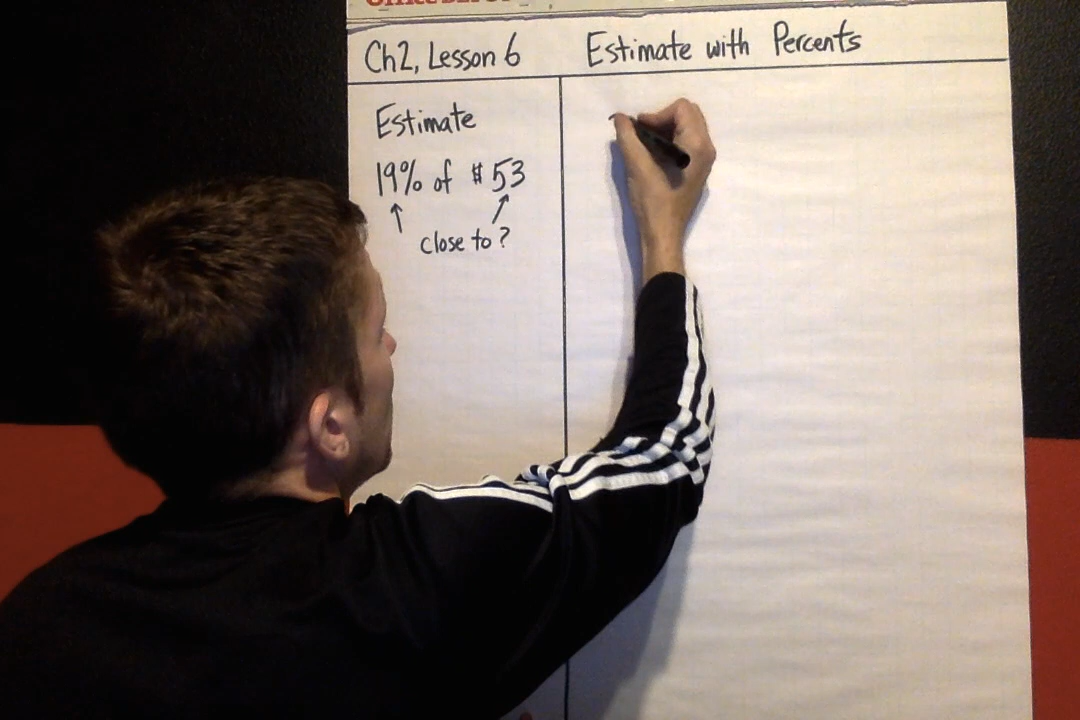 Ch2, Lesson 6 Estimate with Percents
Estimate
19% of $53
close to?